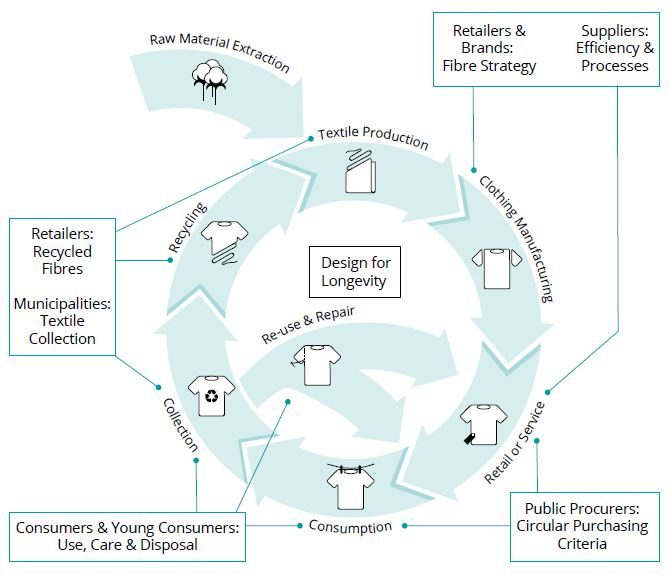 Raw Material Extraction
Retailers &
Brands:
Fibre Strategy
Suppliers:
Efficiency &
Processes
Textile Production
Clothing Manufacturing
Recycling
Retailers:
Recycled
Fibres
Municipalities:
Textile
Collection
Design for
Longevity
Re-use & Repair
Collection
Retail or Service
Consumers & Young Consumers:
Use, Care & Disposal
Consumption
Public Procurers:
Circular Purchasing
Criteria